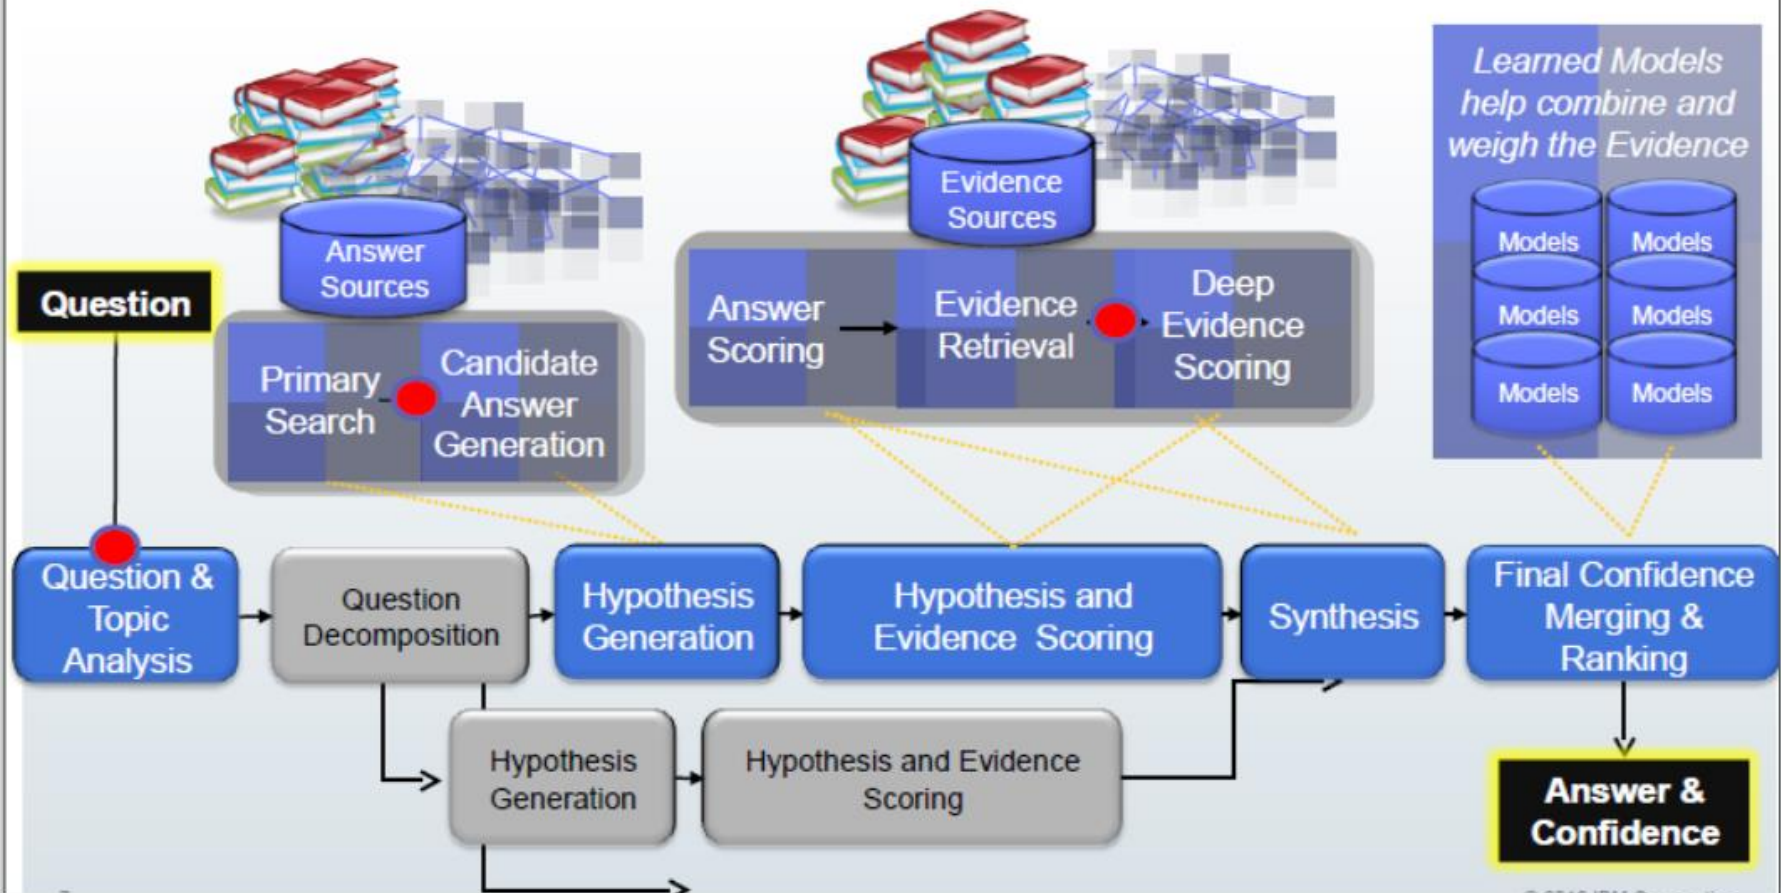 Learned Models
help combine and
weigh the Evidence
Evidence
Sources
Answer
Sources
Models
Models
Models
Models
Models
Models
Question
Primary
Search
Candidate
Answer
Generation
Answer
Scoring
Evidence
Retrieval
Deep
Evidence
Scoring
Question &
Topic
Analysis
Question
Decomposition
Hypothesis
Generation
Hypothesis and
Evidence Scoring
Synthesis
Final Confidence
Merging &
Ranking
Hypothesis
Generation
Hypothesis and Evidence
Scoring
Answer &
Confidence